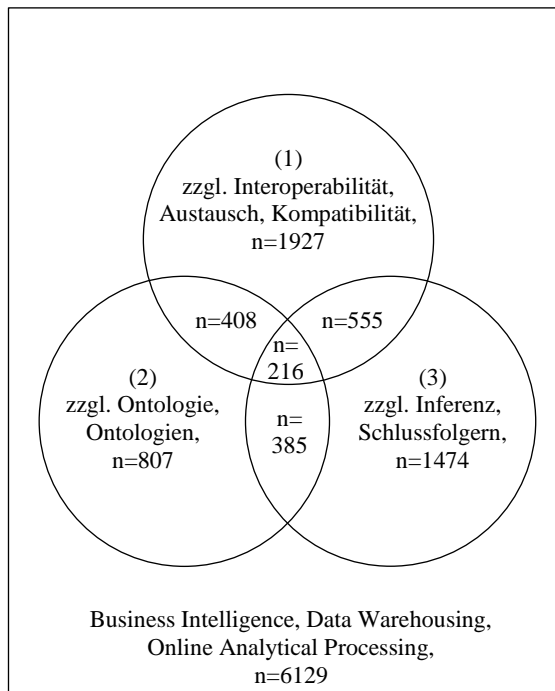 (1)
zzgl. Interoperabilität,
Austausch, Kompatibilität,
n=1927
n=408
n=555
n=
216
(2)
zzgl. Ontologie,
Ontologien,
n=807
n=
385
(3)
zzgl. Inferenz,
Schlussfolgern,
n=1474
Business Intelligence, Data Warehousing,
Online Analytical Processing,
n=6129